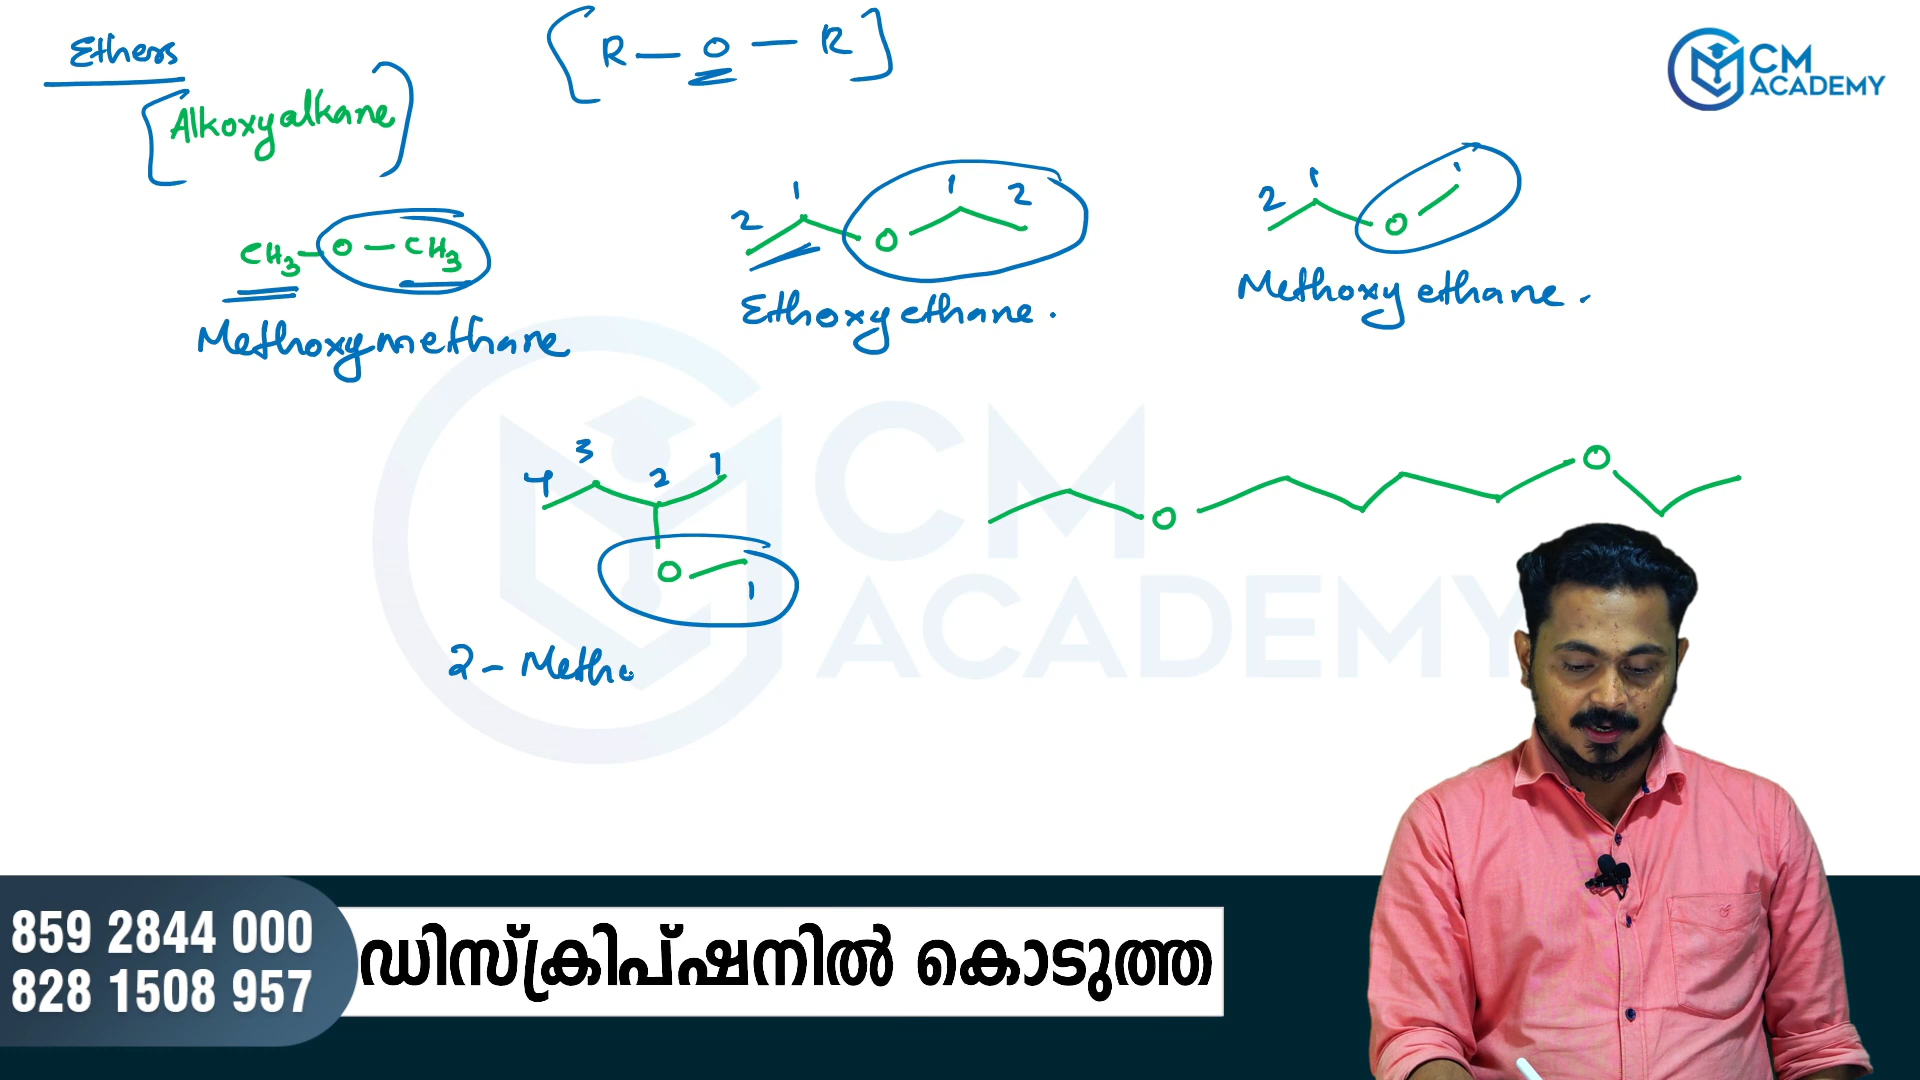 Ethers
[R—O—R]
[Alkoxyalkane]
CM
ACADEMY
2 1 O 1 2
2 1 O 1
CH3–O–CH3
Methoxymethane
Ethoxyethane.
Methoxy ethane.
4 3 2 1
O 1
O O
2-Metho
CM
ACADEMY
859 2844 000
828 1508 957
ഡിസ്ക്രിപ്ഷനിൽ കൊടുത്ത